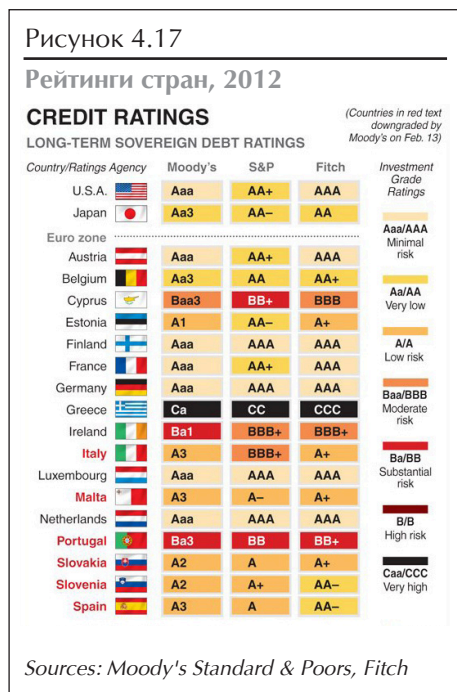 Рисунок 4.17
Рейтинги стран, 2012
CREDIT RATINGS
(Countries in red text
downgraded by
Moody's on Feb. 13)
LONG-TERM SOVEREIGN DEBT RATINGS
Country/Ratings Agency Moody's S&P Fitch
U.S.A. Aaa AA+ AAA
Japan Aa3 AA– AA
Euro zone
Austria Aaa AA+ AAA
Belgium Aa3 AA AA+
Cyprus Baa3 BB+ BBB
Estonia A1 AA– A+
Finland Aaa AAA AAA
France Aaa AA+ AAA
Germany Aaa AAA AAA
Greece Ca CC CCC
Ireland Ba1 BBB+ BBB+
Italy A3 BBB+ A+
Luxembourg Aaa AAA AAA
Malta A3 A– A+
Netherlands Aaa AAA AAA
Portugal Ba3 BB BB+
Slovakia A2 A A+
Slovenia A2 A+ AA–
Spain A3 A AA–
Investment
Grade
Ratings
Aaa/AAA
Minimal
risk
Aa/AA
Very low
A/A
Low risk
Baa/BBB
Moderate
risk
Ba/BB
Substantial
risk
B/B
High risk
Caa/CCC
Very high
Sources: Moody's Standard & Poors, Fitch